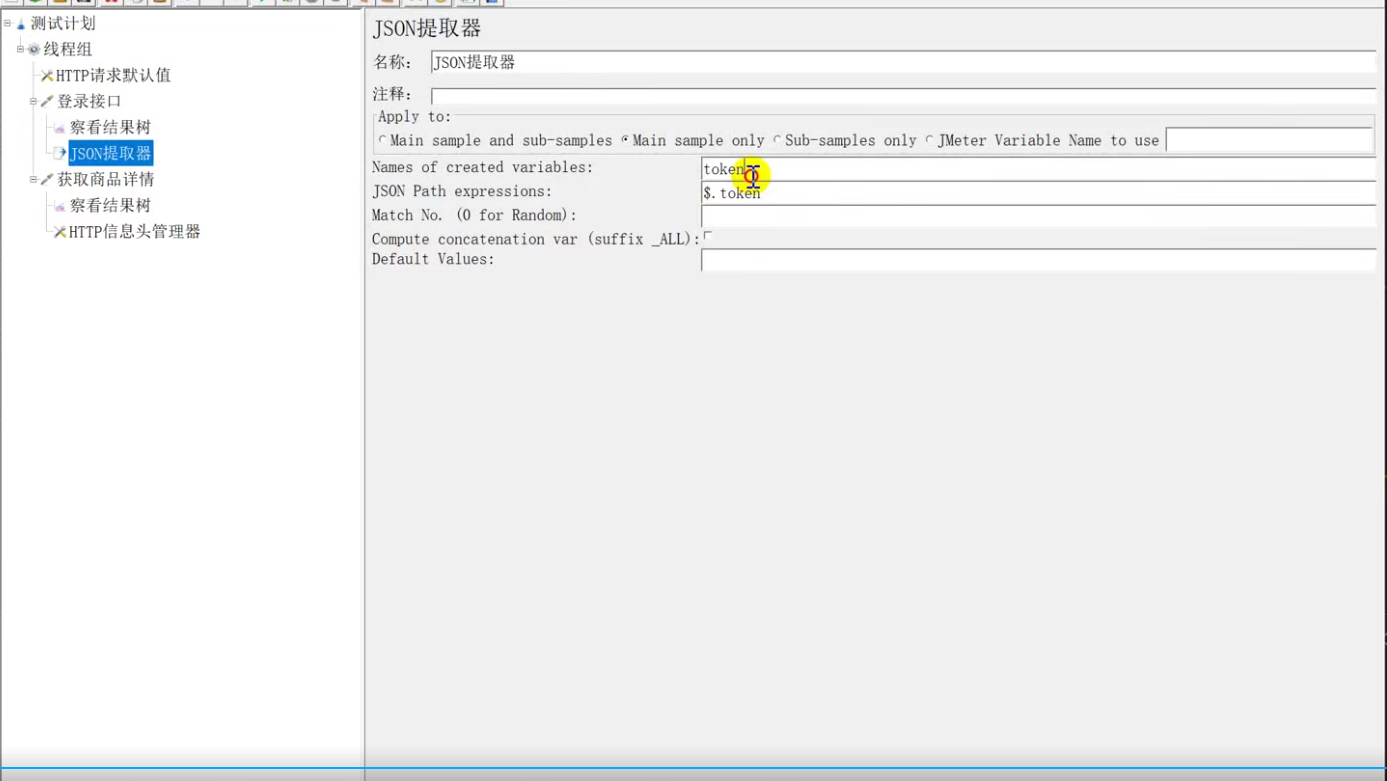 测试计划
线程组
HTTP请求默认值
登录接口
察看结果树
JSON提取器
获取商品详情
察看结果树
HTTP信息头管理器
JSON提取器
名称: JSON提取器
注释:
Apply to:
Main sample and sub-samples Main sample only Sub-samples only JMeter Variable Name to use
Names of created variables: token
JSON Path expressions: $.token
Match No. (0 for Random):
Compute concatenation var (suffix _ALL):
Default Values: